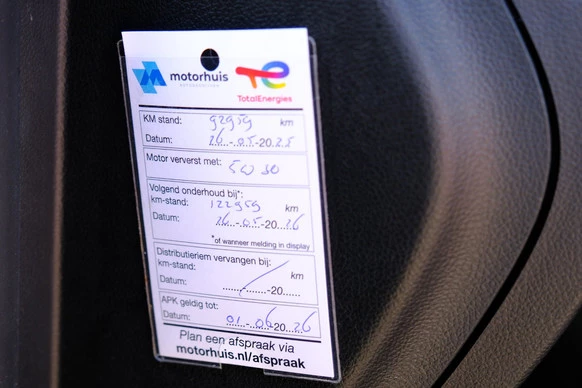 motorhuis
TotalEnergies
KM stand: 92959 km
Datum: 26-05-2025
Motor ververst met: 5W30
Volgend onderhoud bij*:
km-stand: 122959 km
Datum: 26-05-2026
*of wanneer melding in display
Distributieriem vervangen bij:
km-stand: / km
Datum: ......-......-20......
APK geldig tot:
Datum: 01-06-2026
Plan een afspraak via
motorhuis.nl/afspraak